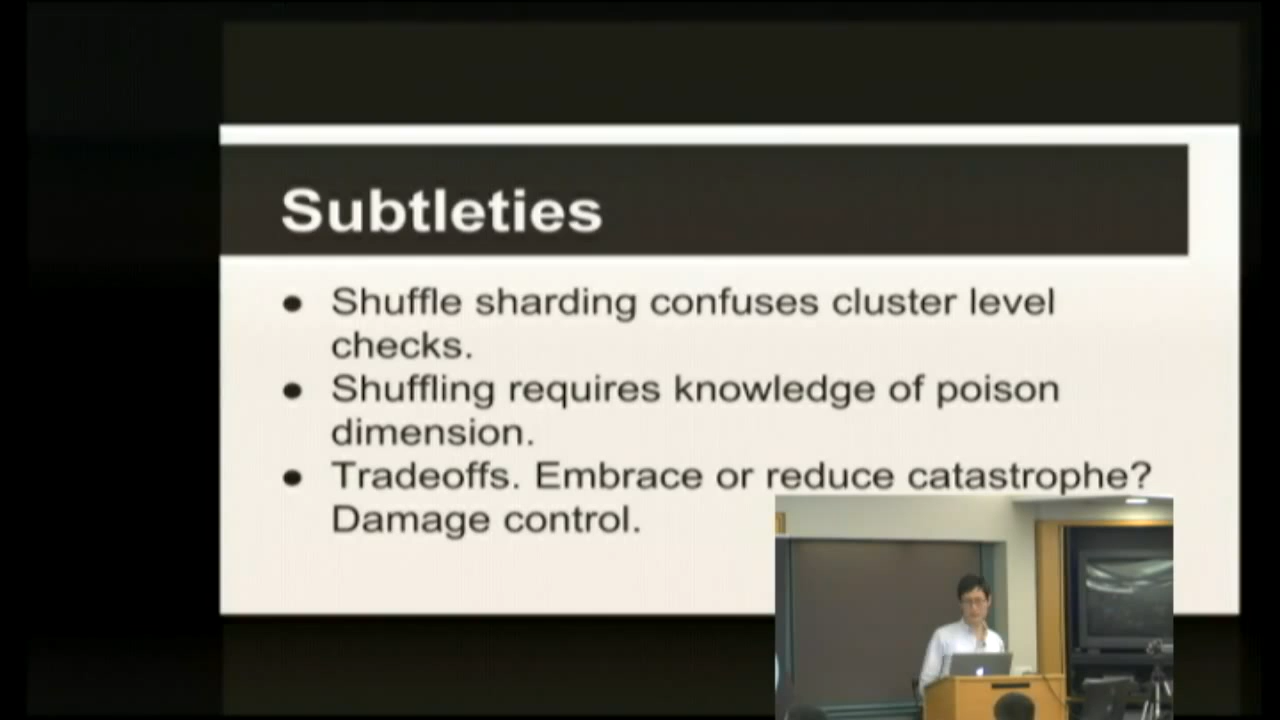 Subtleties
● Shuffle sharding confuses cluster level
checks.
● Shuffling requires knowledge of poison
dimension.
● Tradeoffs. Embrace or reduce catastrophe?
Damage control.